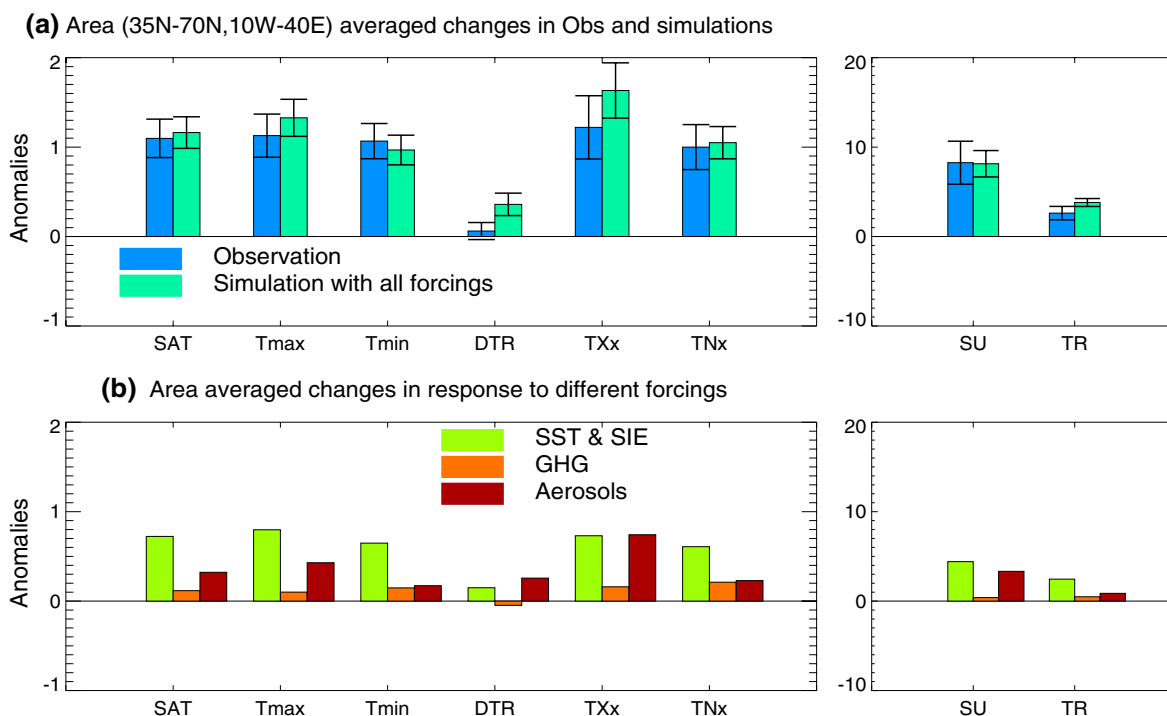 (a) Area (35N-70N,10W-40E) averaged changes in Obs and simulations
Anomalies
2
1
0
-1
Observation
Simulation with all forcings
SAT Tmax Tmin DTR TXx TNx
20
10
0
-10
SU TR
(b) Area averaged changes in response to different forcings
Anomalies
2
1
0
-1
SST & SIE
GHG
Aerosols
SAT Tmax Tmin DTR TXx TNx
20
10
0
-10
SU TR